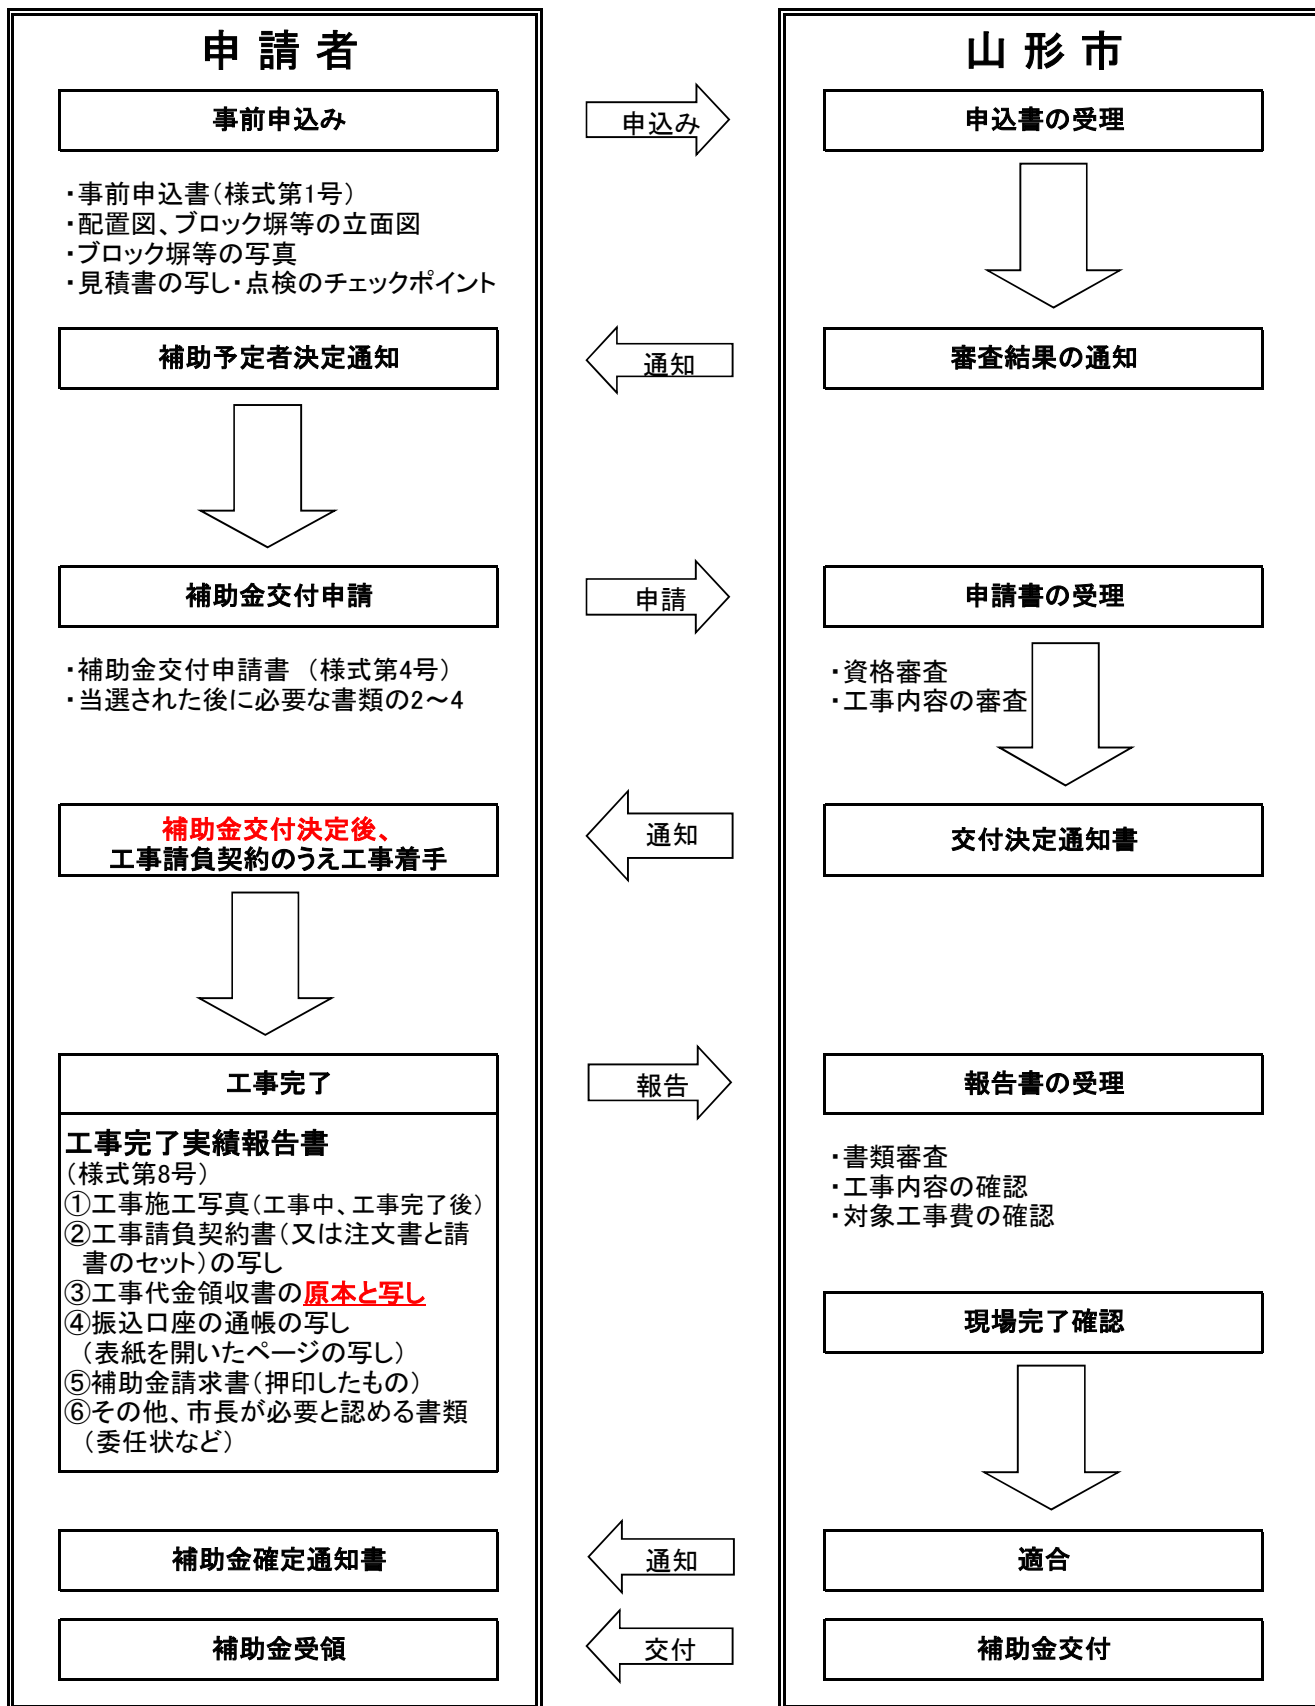 申請者
山形市
事前申込み
申込み
申込書の受理
・事前申込書（様式第1号）
・配置図、ブロック塀等の立面図
・ブロック塀等の写真
・見積書の写し・点検のチェックポイント
補助予定者決定通知
通知
審査結果の通知
補助金交付申請
申請
申請書の受理
・補助金交付申請書　（様式第4号）
・当選された後に必要な書類の2～4
・資格審査
・工事内容の審査
補助金交付決定後、
工事請負契約のうえ工事着手
通知
交付決定通知書
工事完了
報告
報告書の受理
工事完了実績報告書
（様式第8号）
①工事施工写真（工事中、工事完了後）
②工事請負契約書（又は注文書と請
書のセット）の写し
③工事代金領収書の原本と写し
④振込口座の通帳の写し
（表紙を開いたページの写し）
⑤補助金請求書（押印したもの）
⑥その他、市長が必要と認める書類
（委任状など）
・書類審査
・工事内容の確認
・対象工事費の確認
現場完了確認
補助金確定通知書
通知
適合
補助金受領
交付
補助金交付